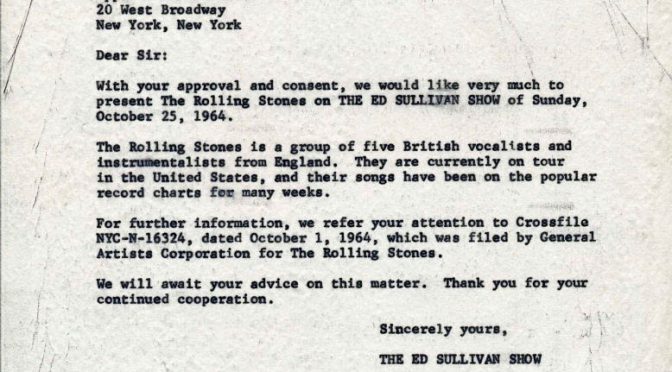 20 West Broadway
New York, New York
Dear Sir:
With your approval and consent, we would like very much to
present The Rolling Stones on THE ED SULLIVAN SHOW of Sunday,
October 25, 1964.
The Rolling Stones is a group of five British vocalists and
instrumentalists from England.  They are currently on tour
in the United States, and their songs have been on the popular
record charts for many weeks.
For further information, we refer your attention to Crossfile
NYC-N-16324, dated October 1, 1964, which was filed by General
Artists Corporation for The Rolling Stones.
We will await your advice on this matter.  Thank you for your
continued cooperation.
Sincerely yours,
THE ED SULLIVAN SHOW